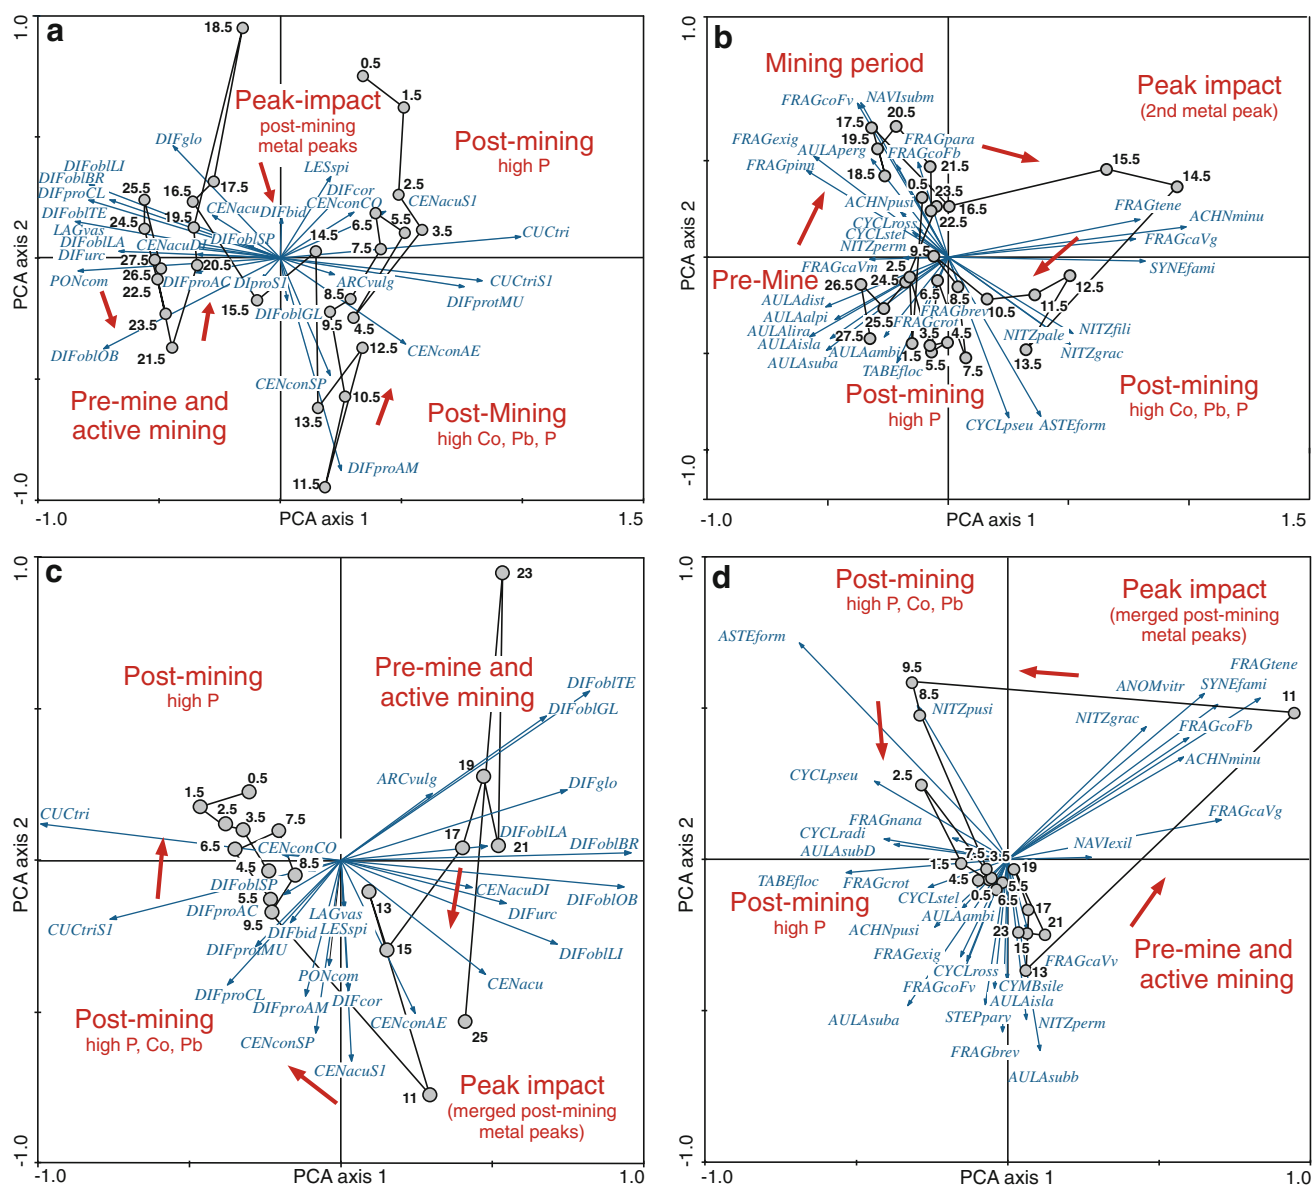 a
1.0
18.5
0.5
Peak-impact
post-mining
metal peaks
1.5
Post-mining
high P
DIFglo
DIFoblLI
DIFoblBR
DIFproCL
25.5
16.5
17.5
LESspi
DIFcor
CENconCO
2.5
CENacuS1
DIFoblTE
24.5
19.5
CENacu
DIFbid
6.5
5.5
3.5
CUCtri
LAGvas
DIFoblLA
CENacuDI
DIFoblSP
14.5
7.5
DIFurc
27.5
20.5
PONcom
26.5
DIFproAC
DIproS1
ARCvulg
CUCtriS1
22.5
15.5
8.5
DIFprotMU
DIFoblGL
23.5
9.5
4.5
DIFoblOB
21.5
12.5
CENconAE
CENconSP
10.5
Pre-mine and
active mining
13.5
Post-Mining
high Co, Pb, P
DIFproAM
11.5
PCA axis 2
-1.0
-1.0
PCA axis 1
1.5
b
1.0
Mining period
Peak impact
(2nd metal peak)
FRAGcoFv
NAVIsubm
17.5
20.5
FRAGexig
19.5
FRAGpara
AULAperg
FRAGcoFb
FRAGpinn
18.5
21.5
15.5
14.5
0.5
23.5
ACHNpusi
16.5
FRAGtene
CYCLross
22.5
ACHNminu
CYCLstel
FRAGcaVg
NITZperm
9.5
FRAGcaVm
2.5
SYNEfami
Pre-Mine
26.5
24.5
12.5
AULAdist
6.5
8.5
11.5
AULAalpi
FRAGbrev
10.5
25.5
FRAGcrot
AULAlira
27.5
3.5
4.5
NITZpale
NITZfili
AULAisla
AULAambi
1.5
5.5
7.5
13.5
NITZgrac
AULAsuba
TABEfloc
Post-mining
high P
Post-mining
high Co, Pb, P
CYCLpseu
ASTEform
PCA axis 2
-1.0
-1.0
PCA axis 1
1.5
c
1.0
23
Post-mining
high P
Pre-mine and
active mining
DIFoblTE
DIFoblGL
0.5
19
ARCvulg
DIFglo
1.5
CUCtri
2.5
3.5
7.5
17
DIFoblLA
6.5
CENconCO
21
DIFoblBR
4.5
8.5
DIFoblSP
CENacuDI
DIFoblOB
5.5
13
DIFproAC
LAGvas
DIFurc
CUCtriS1
9.5
DIFbid
LESspi
DIFprotMU
15
DIFoblLI
PONcom
CENacu
DIFproCL
DIFproAM
DIFcor
Post-mining
high P, Co, Pb
CENconAE
25
CENconSP
CENacuS1
11
Peak impact
(merged post-mining
metal peaks)
PCA axis 2
-1.0
-1.0
PCA axis 1
1.0
d
1.0
Post-mining
high P, Co, Pb
Peak impact
(merged post-mining
metal peaks)
ASTEform
9.5
FRAGtene
ANOMvitr
SYNEfami
11
8.5
NITZpusi
NITZgrac
FRAGcoFb
2.5
CYCLpseu
ACHNminu
FRAGnana
FRAGcaVg
CYCLradi
AULAsubD
7.5
3.5
NAVIexil
1.5
19
TABEfloc
FRAGcrot
4.5
5.5
Post-mining
high P
CYCLstel
0.5
6.5
AULAambi
17
ACHNpusi
23
21
FRAGexig
15
Pre-mine and
active mining
CYCLross
13
FRAGcaVv
FRAGcoFv
CYMBsile
AULAisla
AULAsuba
STEPparv
NITZperm
FRAGbrev
AULAsubb
PCA axis 2
-1.0
-1.0
PCA axis 1
1.0